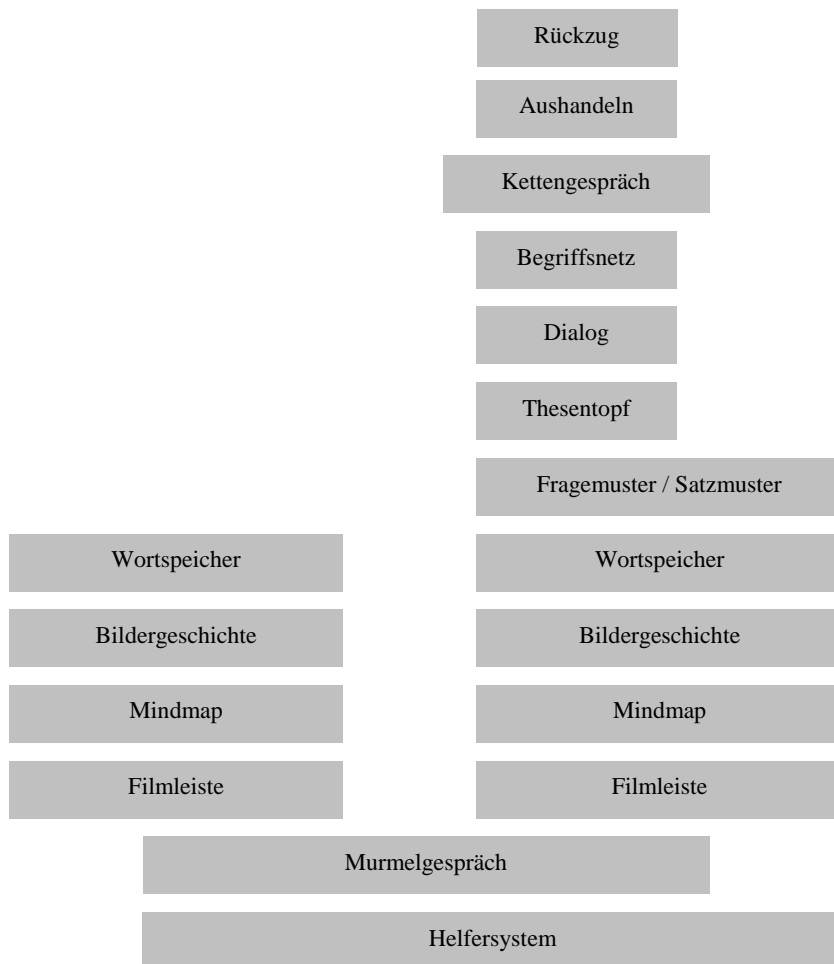 Rückzug
Aushandeln
Kettengespräch
Begriffsnetz
Dialog
Thesentopf
Fragemuster / Satzmuster
Wortspeicher
Wortspeicher
Bildergeschichte
Bildergeschichte
Mindmap
Mindmap
Filmleiste
Filmleiste
Murmelgespräch
Helfersystem